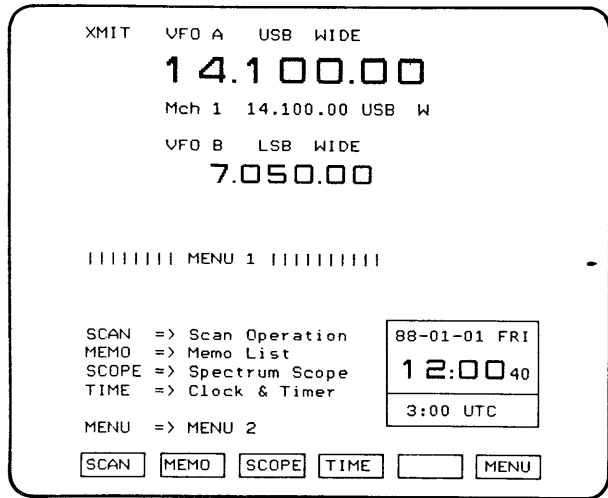 XMIT VFO A USB WIDE
14.100.00
Mch 1 14.100.00 USB W
VFO B LSB WIDE
7.050.00
|||||||| MENU 1 ||||||||||
SCAN => Scan Operation
MEMO => Memo List
SCOPE => Spectrum Scope
TIME => Clock & Timer
MENU => MENU 2
88-01-01 FRI
12:00 40
3:00 UTC
SCAN MEMO SCOPE TIME MENU